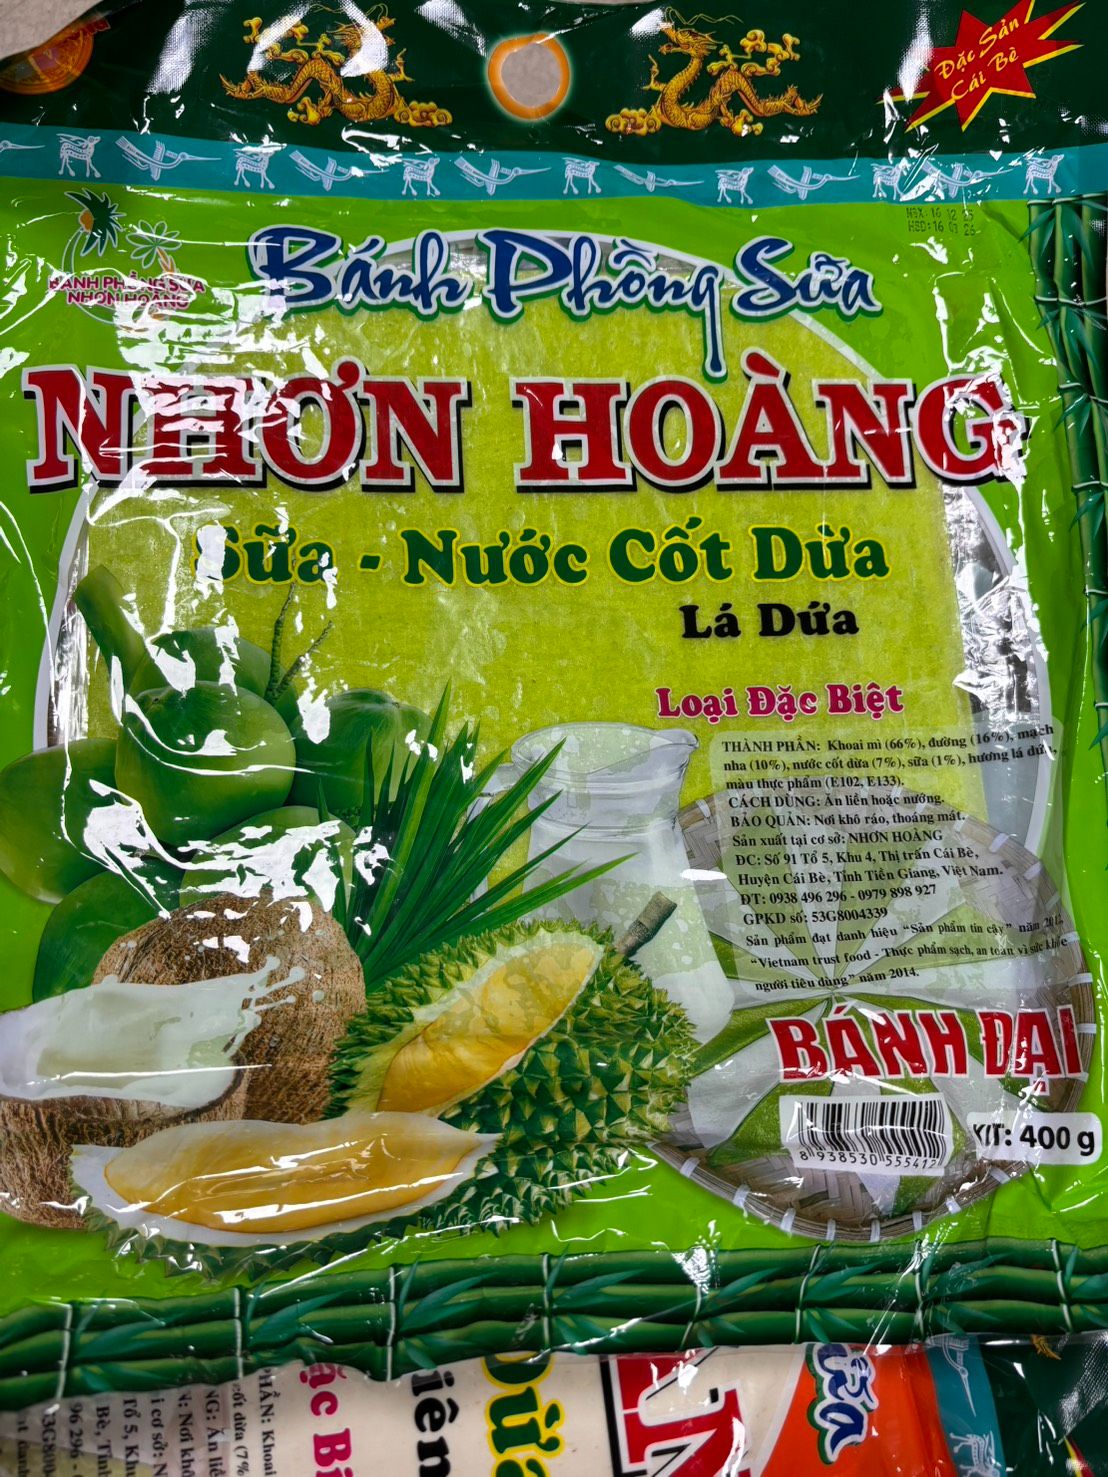 Đặc Sản
Cái Bè
NSX: 16 12 25
HSD: 16 03 26
BÁNH PHỒNG SỮA
NHƠN HOÀNG
Bánh Phồng Sữa
NHƠN HOÀNG
Sữa - Nước Cốt Dừa
Lá Dứa
Loại Đặc Biệt
THÀNH PHẦN: Khoai mì (66%), đường (16%), mạch
nha (10%), nước cốt dừa (7%), sữa (1%), hương lá dứa,
màu thực phẩm (E102, E133).
CÁCH DÙNG: Ăn liền hoặc nướng.
BẢO QUẢN: Nơi khô ráo, thoáng mát.
Sản xuất tại cơ sở: NHƠN HOÀNG
ĐC: Số 91 Tổ 5, Khu 4, Thị trấn Cái Bè,
Huyện Cái Bè, Tỉnh Tiền Giang, Việt Nam.
ĐT: 0938 496 296 - 0979 898 927
GPKD số: 53G8004339
Sản phẩm đạt danh hiệu “Sản phẩm tin cậy” năm 2012
“Vietnam trust food - Thực phẩm sạch, an toàn vì sức khỏe
người tiêu dùng” năm 2014.
BÁNH ĐẠI
8 938530 555412
KLT: 400 g
Sữa
Dứa